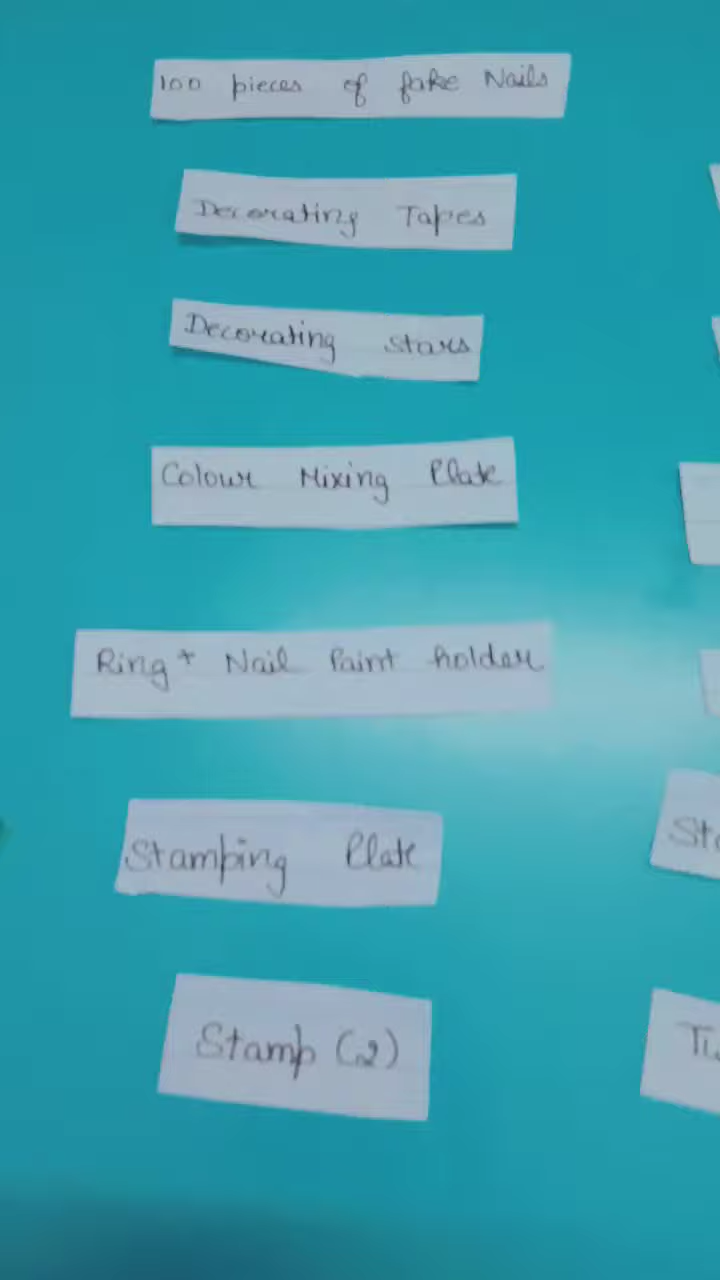 100 pieces of fake Nails
Decorating Tapes
Decorating stars
Colour Mixing Plate
Ring + Nail Paint holder
Stamping Plate
Stamp (2)